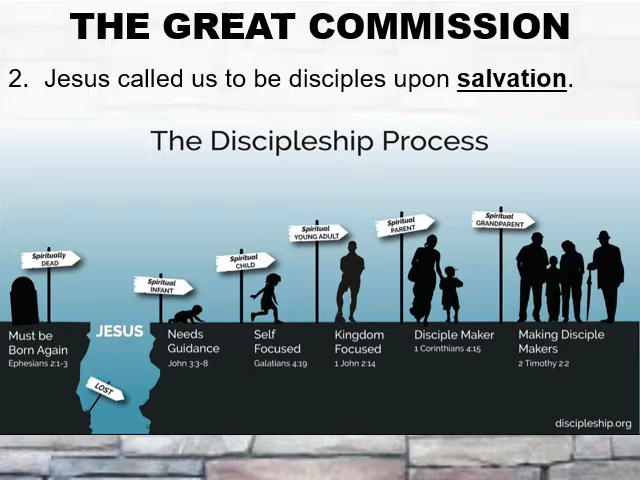 THE GREAT COMMISSION
2. Jesus called us to be disciples upon salvation.
The Discipleship Process
Spiritually
DEAD
Spiritual
INFANT
Spiritual
CHILD
Spiritual
YOUNG ADULT
Spiritual
PARENT
Spiritual
GRANDPARENT
Must be
Born Again
Ephesians 2:1-3
JESUS
LOST
Needs
Guidance
John 3:3-8
Self
Focused
Galatians 4:19
Kingdom
Focused
1 John 2:14
Disciple Maker
1 Corinthians 4:15
Making Disciple
Makers
2 Timothy 2:2
discipleship.org